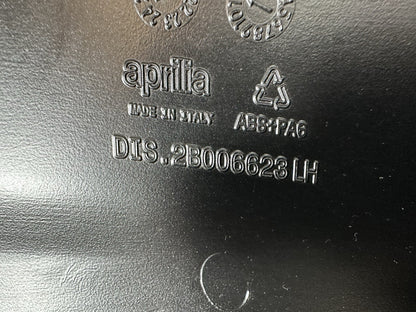 aprilia
MADE IN ITALY
ABS+PA6
DIS.2B006623 LH